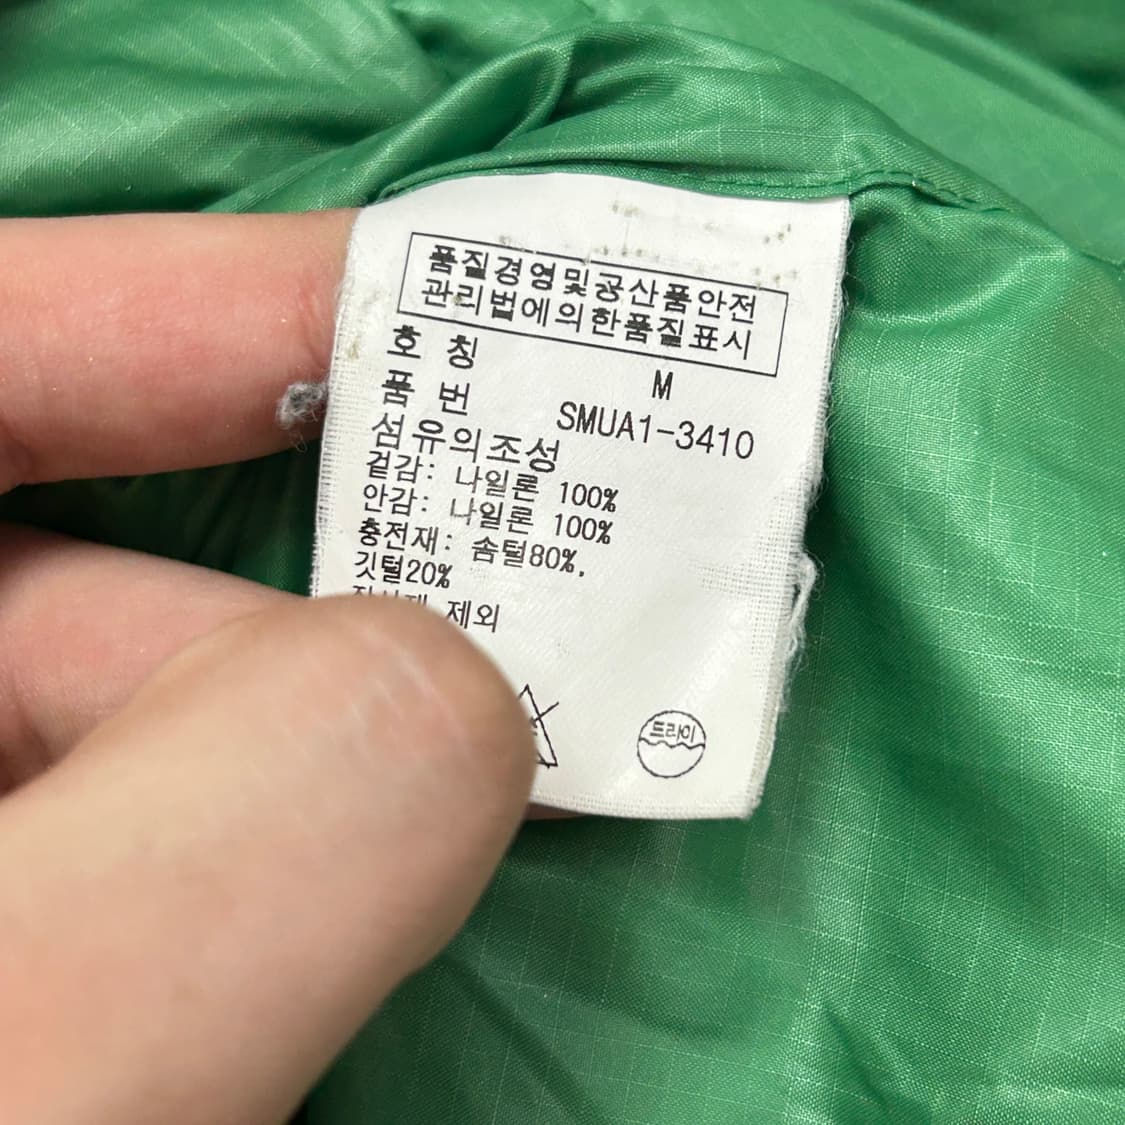 품질경영및공산품안전
관리법에의한품질표시
호 칭 M
품 번 SMUA1-3410
섬유의조성
겉감: 나일론 100%
안감: 나일론 100%
충전재: 솜털80%,
깃털20%
제외
드라이